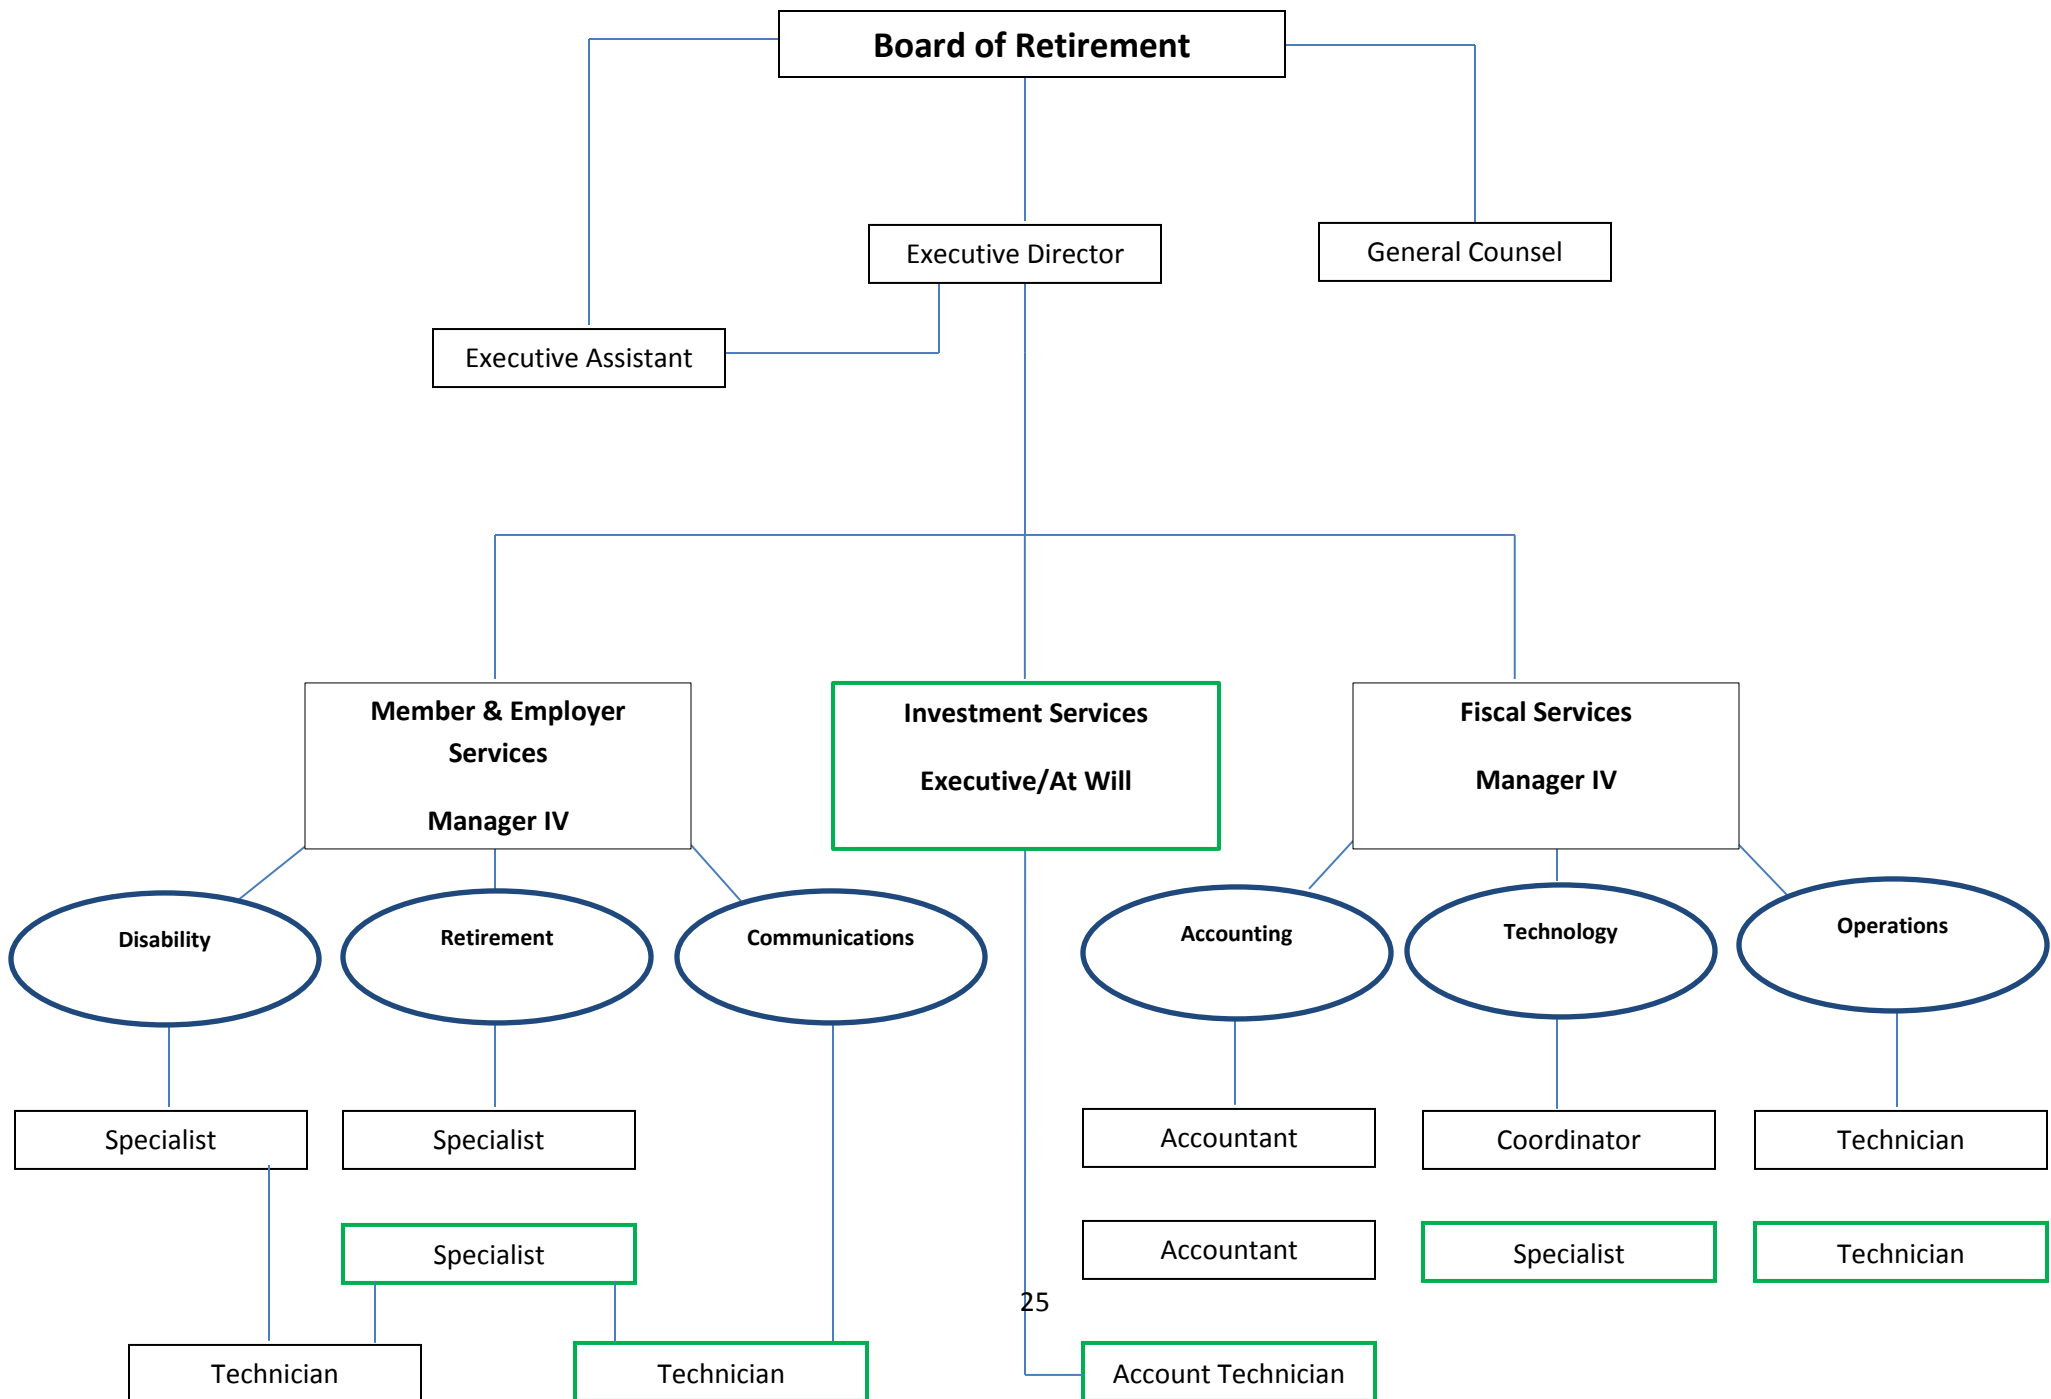 Board of Retirement
Executive Director
General Counsel
Executive Assistant
Member & Employer
Services
Manager IV
Investment Services
Executive/At Will
Fiscal Services
Manager IV
Disability
Retirement
Communications
Accounting
Technology
Operations
Specialist
Specialist
Accountant
Coordinator
Technician
Specialist
Accountant
Specialist
Technician
25
Technician
Technician
Account Technician